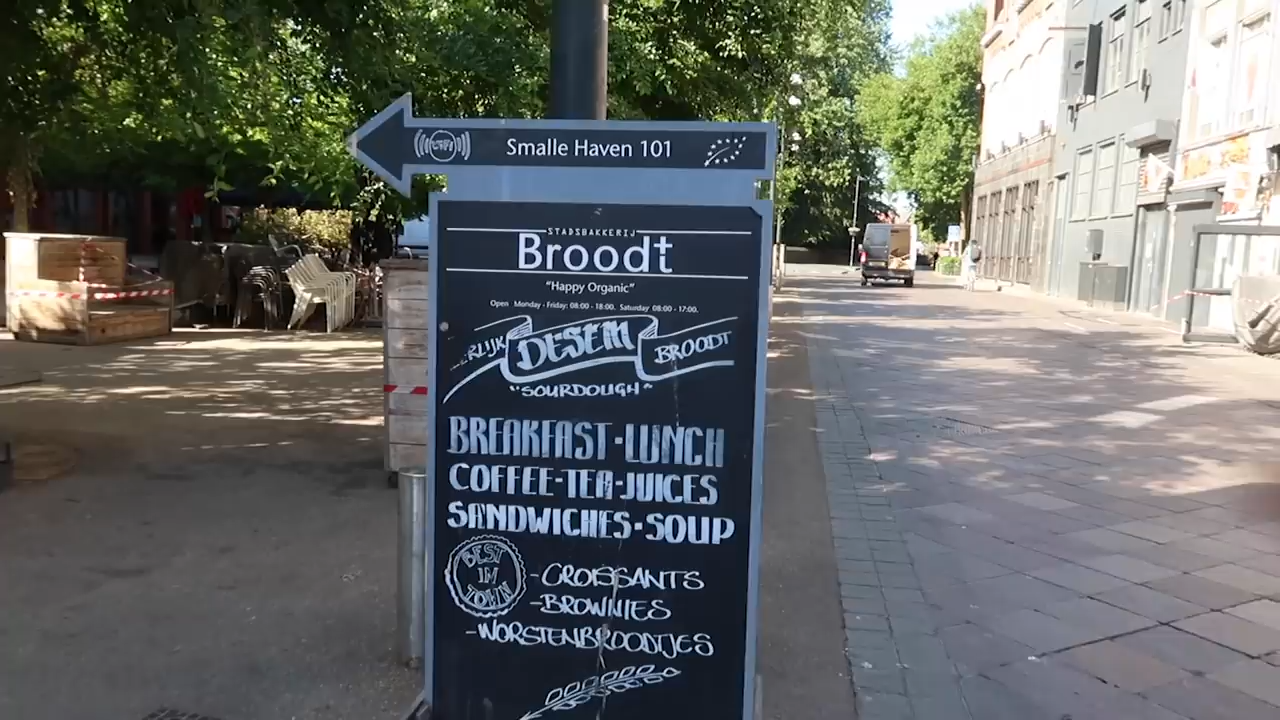 Smalle Haven 101
STADSBAKKERIJ
Broodt
"Happy Organic"
Open Monday - Friday: 08:00 - 18:00. Saturday 08:00 - 17:00.
DESEM
BROODT
"SOURDOUGH"
BREAKFAST-LUNCH
COFFEE-TEA-JUICES
SANDWICHES-SOUP
BEST
IN
TOWN
-CROISSANTS
-BROWNIES
-WORSTENBROODJES